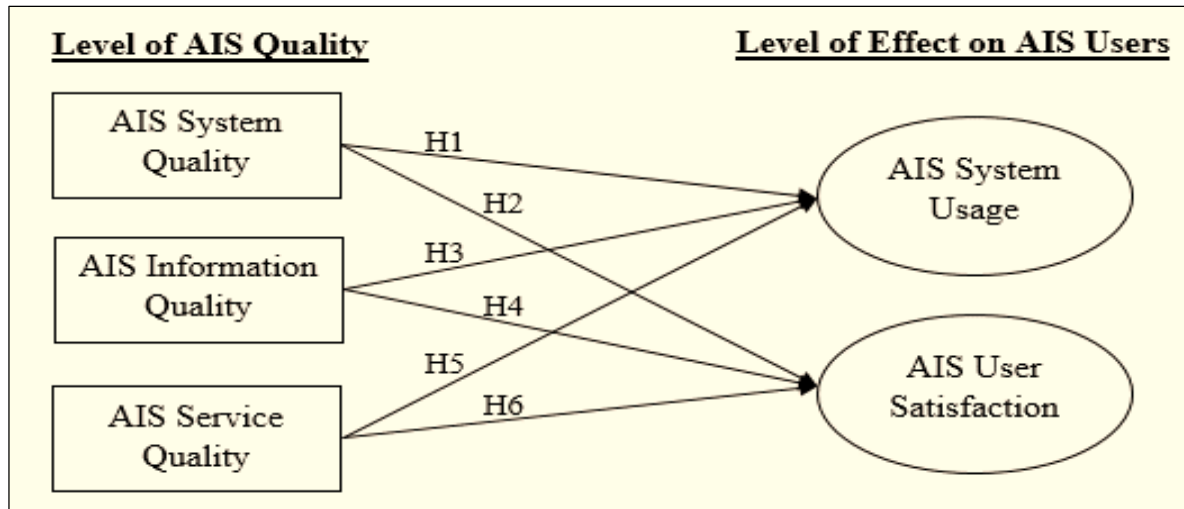 Level of AIS Quality
Level of Effect on AIS Users
AIS System
Quality
AIS Information
Quality
AIS Service
Quality
H1
H2
H3
H4
H5
H6
AIS System
Usage
AIS User
Satisfaction